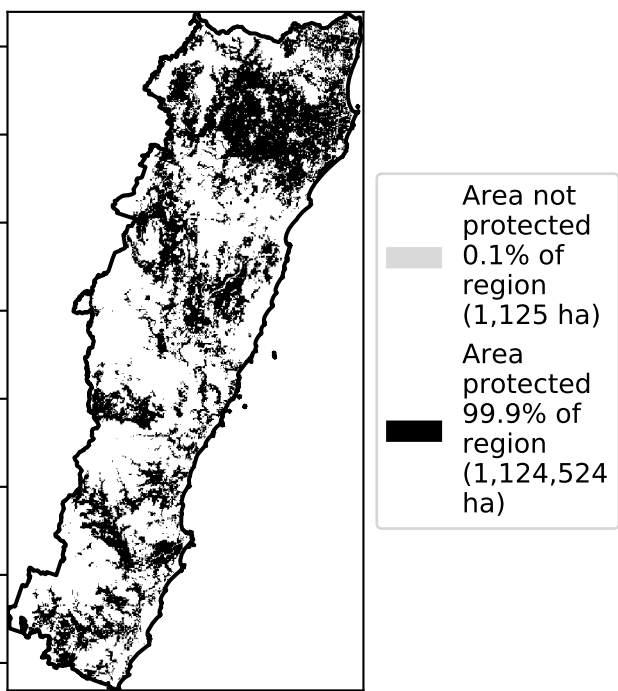 Area not
protected
0.1% of
region
(1,125 ha)
Area
protected
99.9% of
region
(1,124,524
ha)